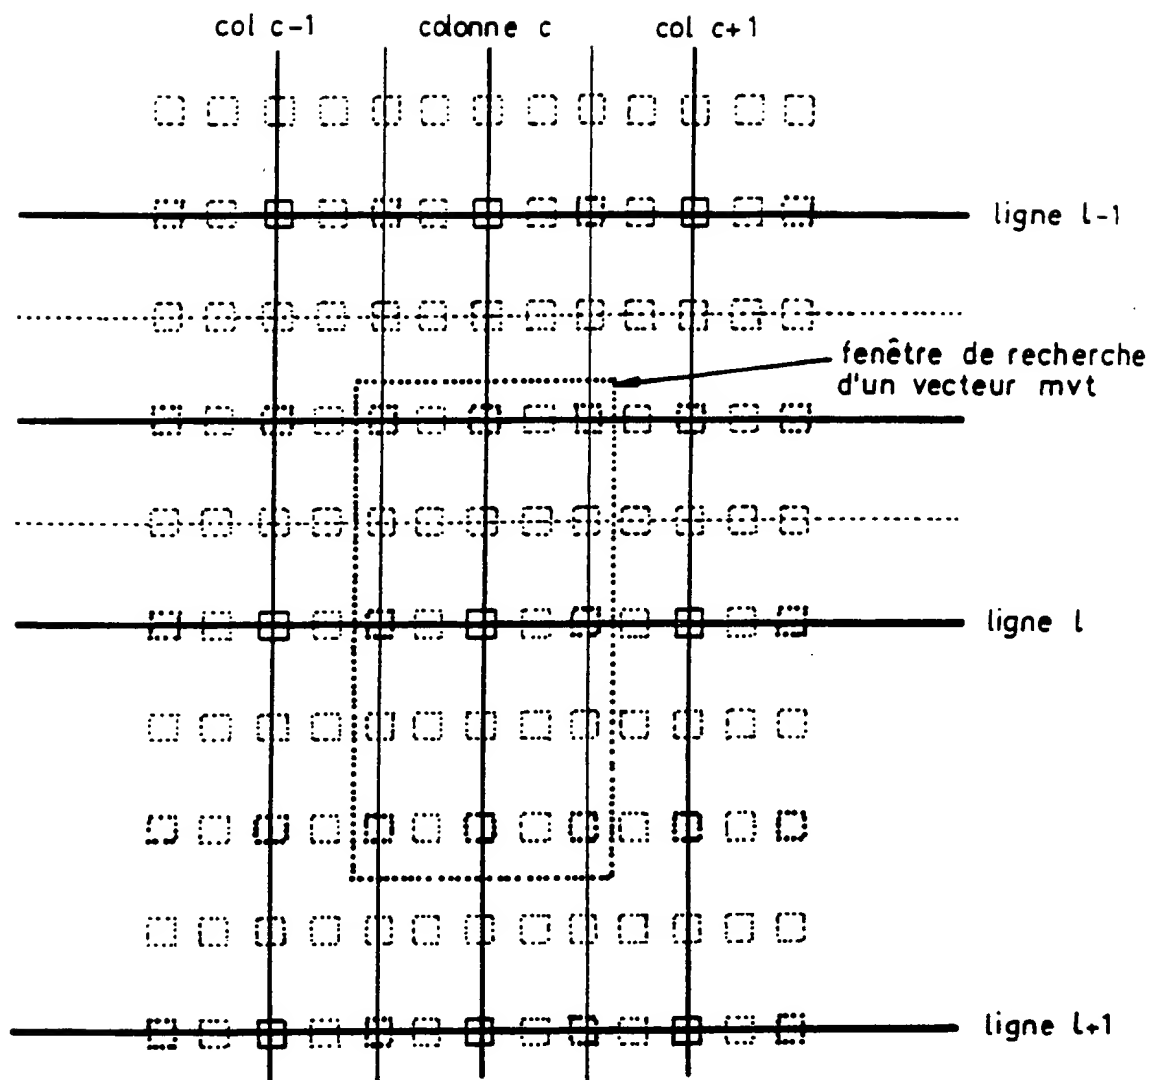 col c-1 colonne c col c+1
ligne l-1
fenêtre de recherche
d'un vecteur mvt
ligne l
ligne l+1